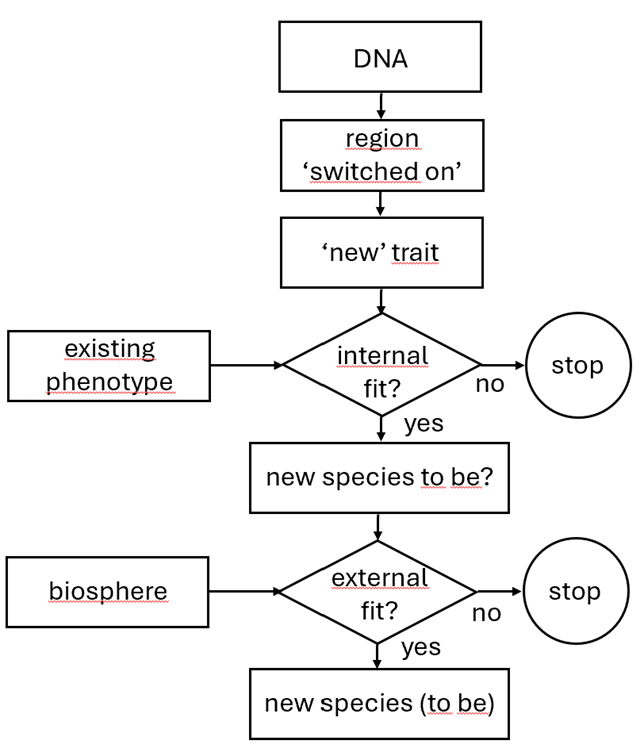 DNA
region
‘switched on’
‘new’ trait
existing
phenotype
internal
fit?
no
stop
yes
new species to be?
biosphere
external
fit?
no
stop
yes
new species (to be)